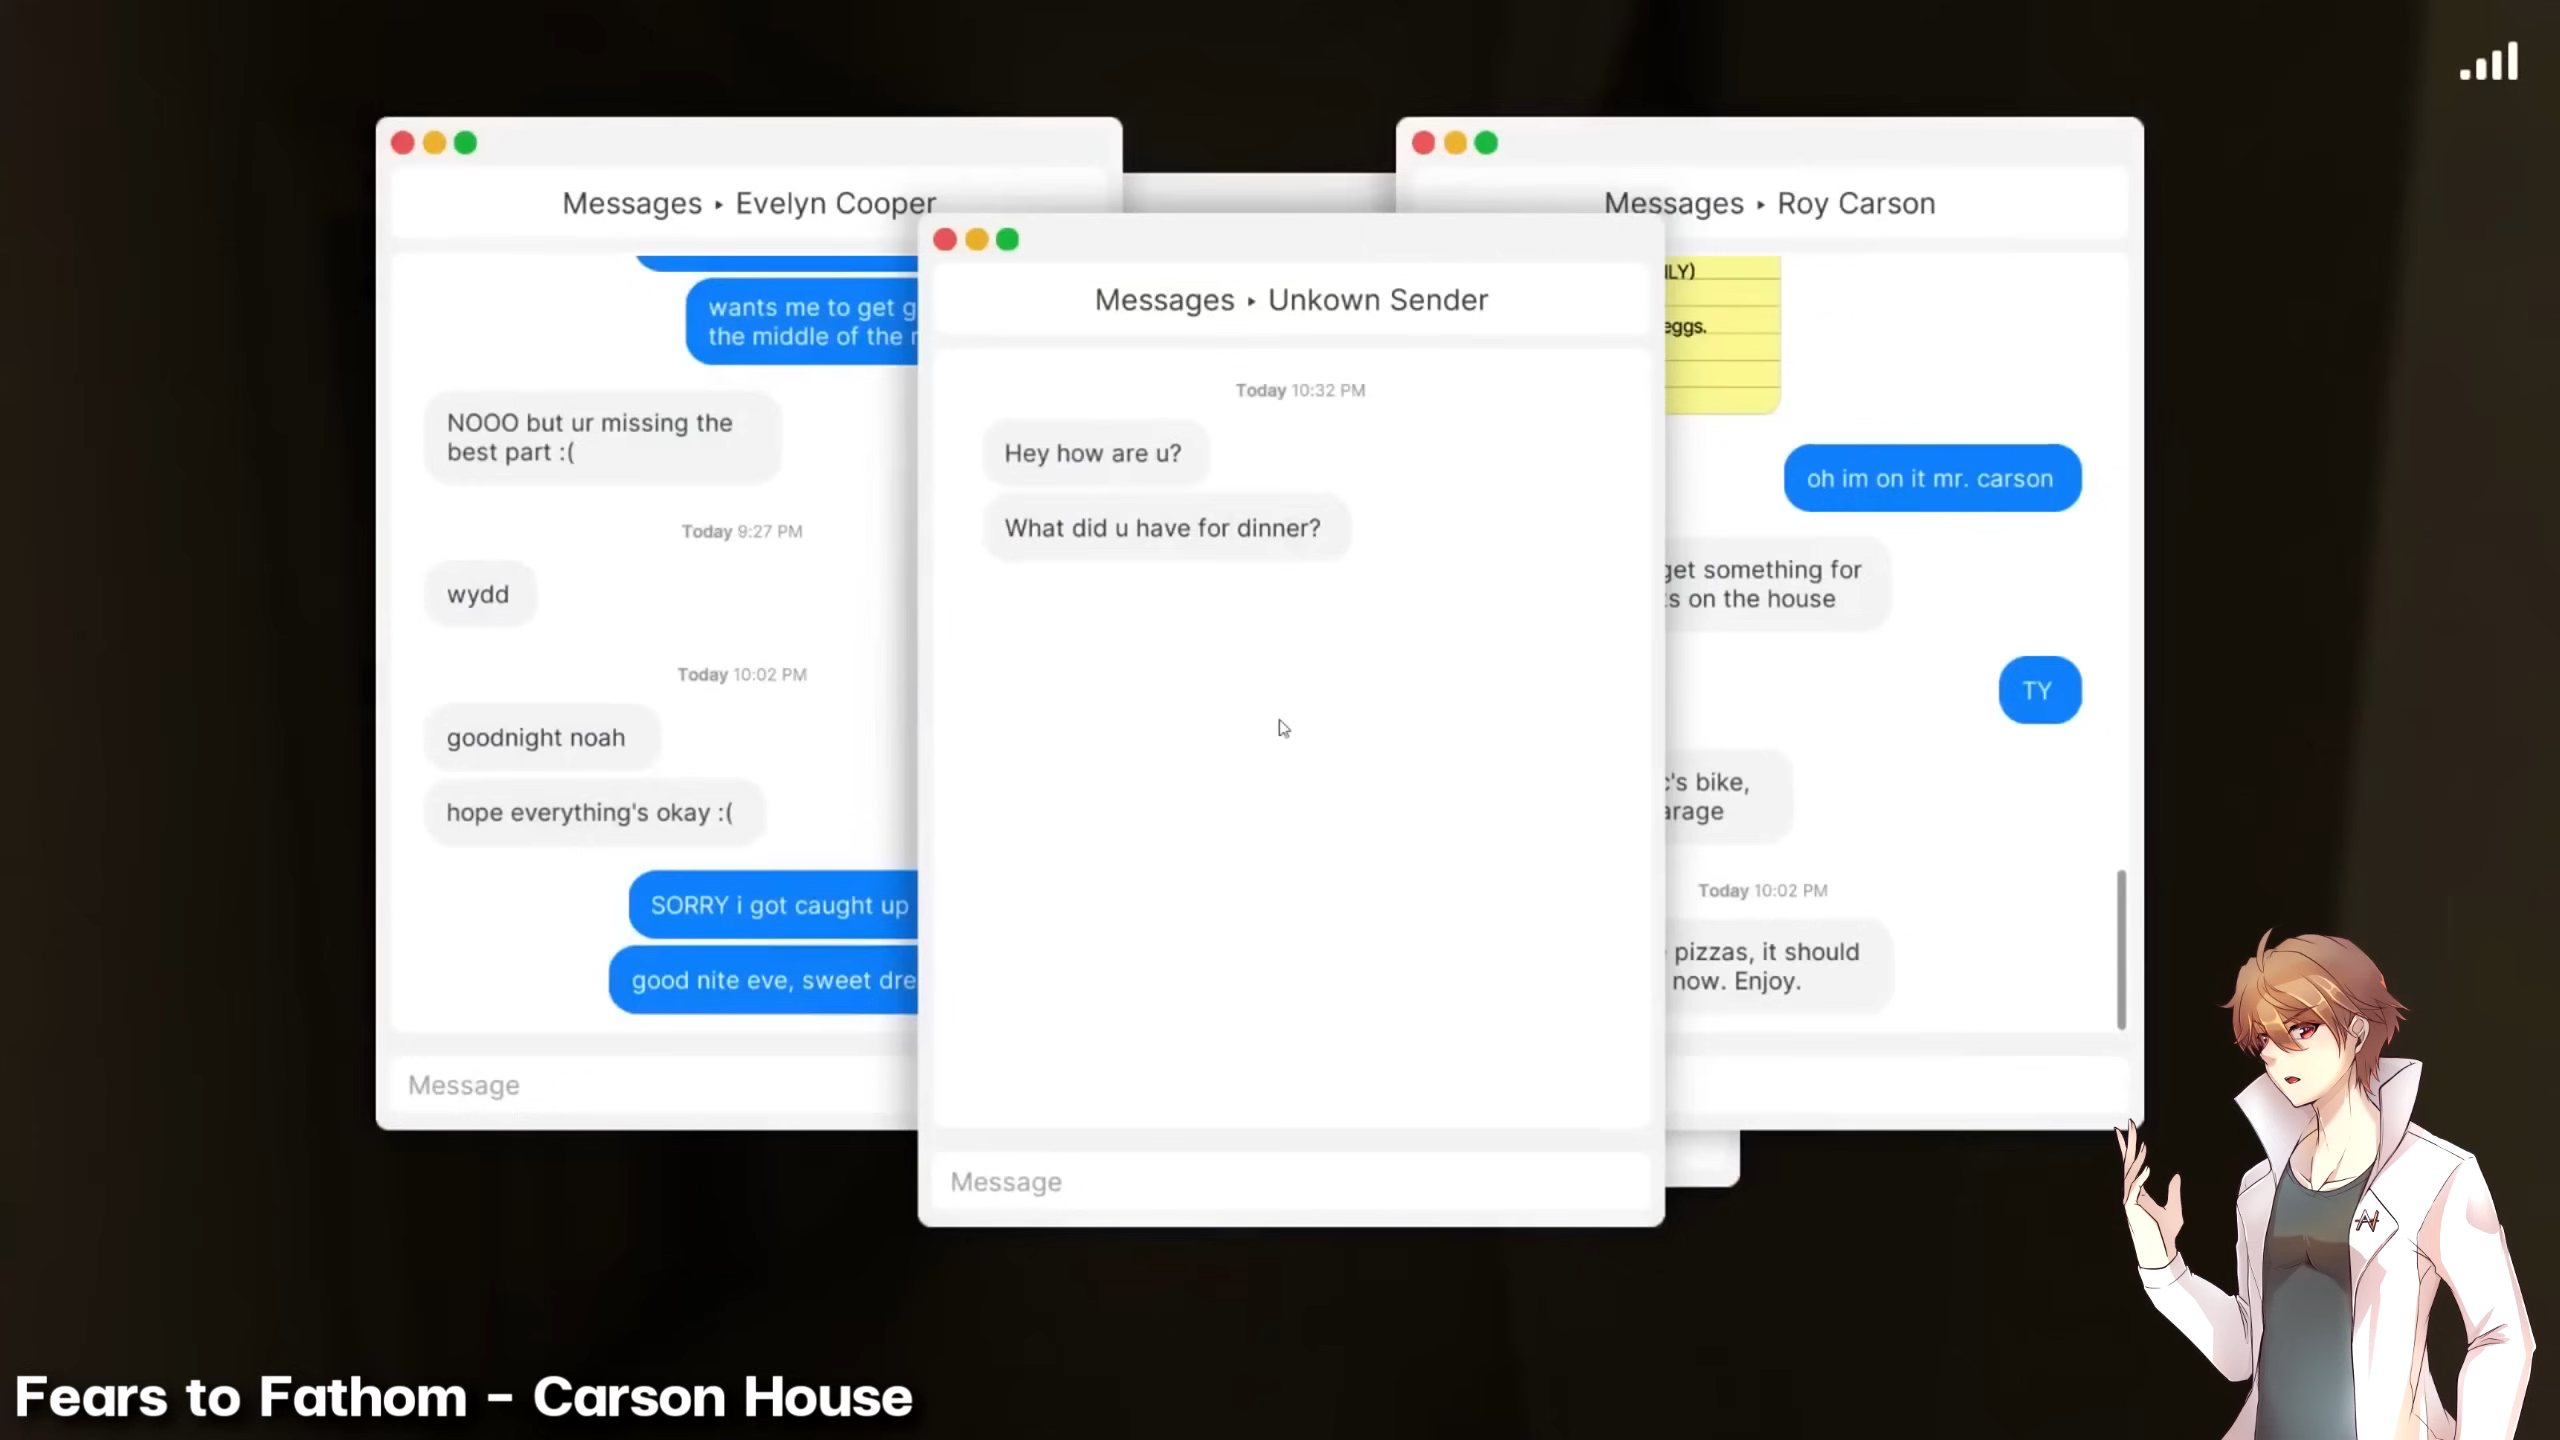 Messages ▸ Evelyn Cooper
wants me to get g
the middle of the
NOOO but ur missing the
best part :(
Today 9:27 PM
wydd
Today 10:02 PM
goodnight noah
hope everything's okay :(
SORRY i got caught up
good nite eve, sweet dre
Message
Messages ▸ Unkown Sender
Today 10:32 PM
Hey how are u?
What did u have for dinner?
Message
Messages ▸ Roy Carson
ILY)
eggs.
oh im on it mr. carson
get something for
s on the house
TY
c's bike,
arage
Today 10:02 PM
pizzas, it should
now. Enjoy.
Fears to Fathom - Carson House